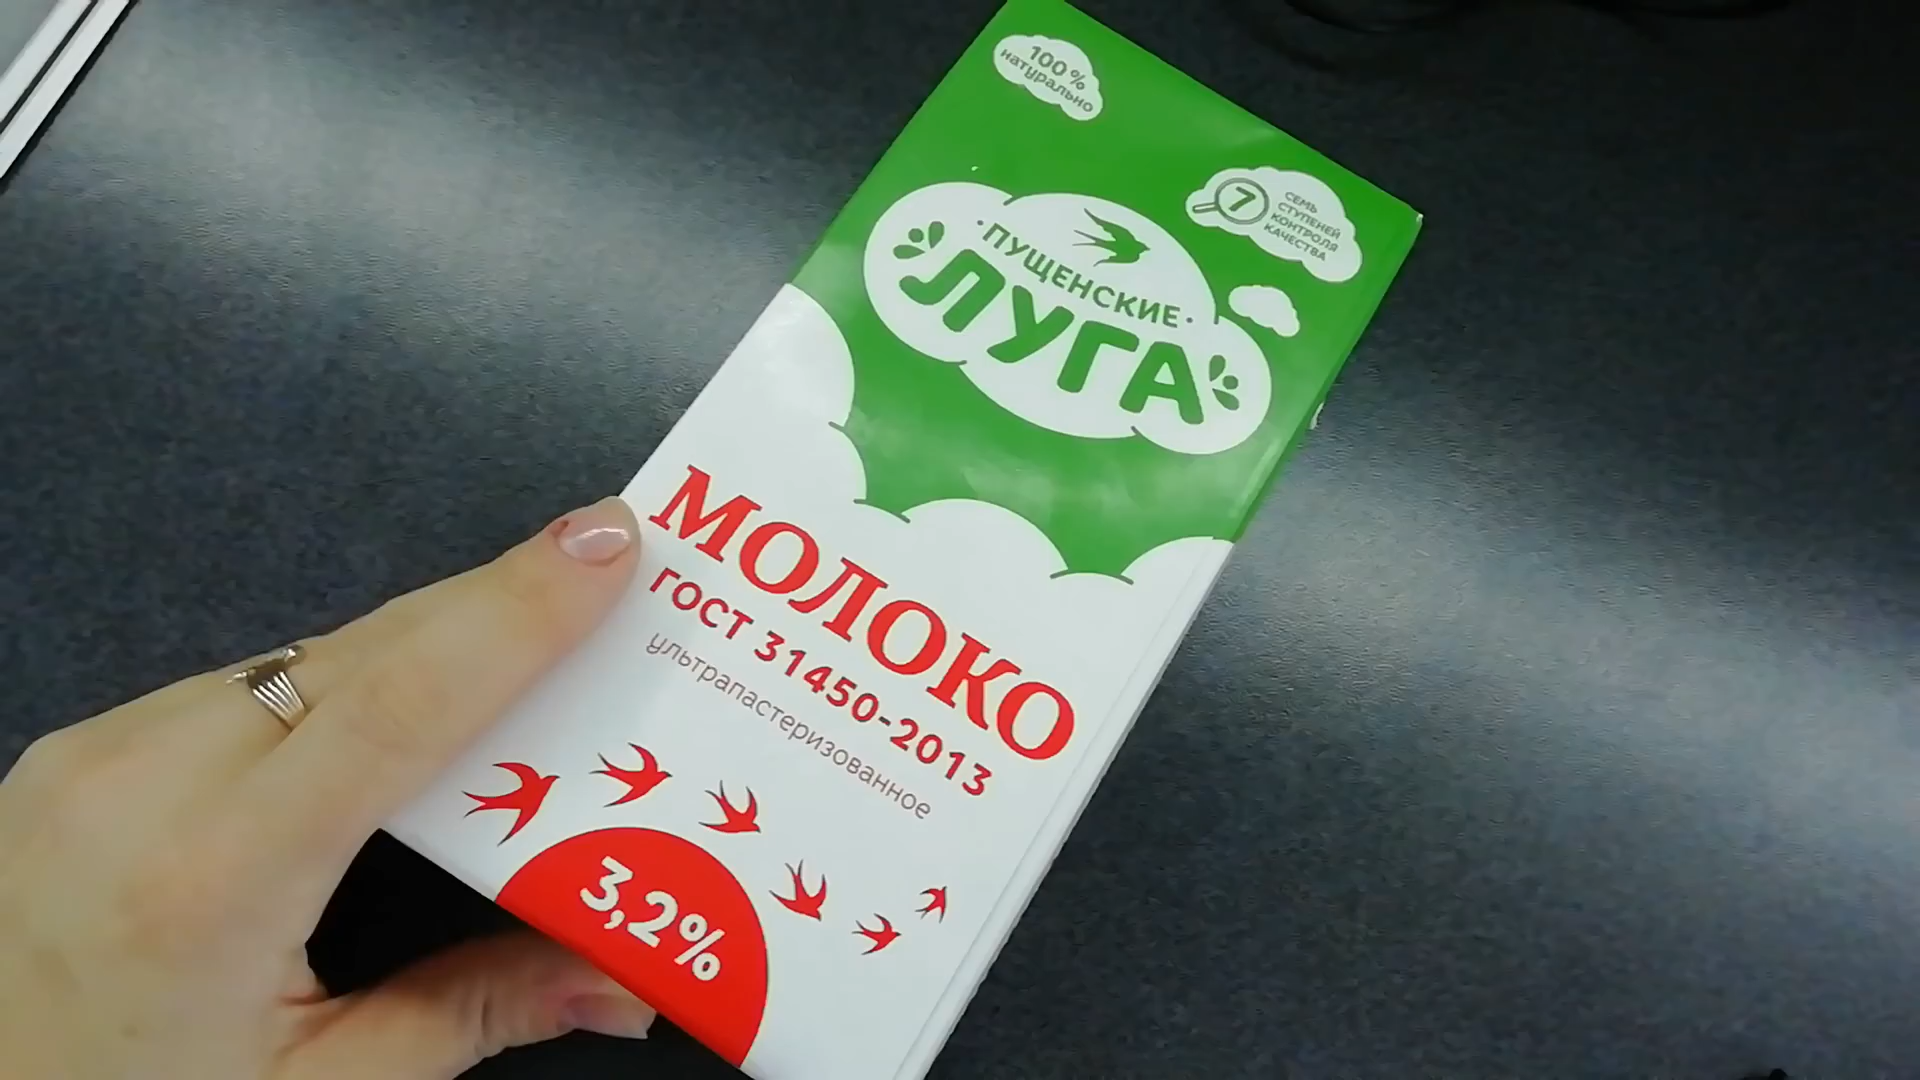 100%
натурально
7
СЕМЬ
СТУПЕНЕЙ
КОНТРОЛЯ
КАЧЕСТВА
·ПУЩЕНСКИЕ·
ЛУГА
МОЛОКО
ГОСТ 31450-2013
ультрапастеризованное
3,2%